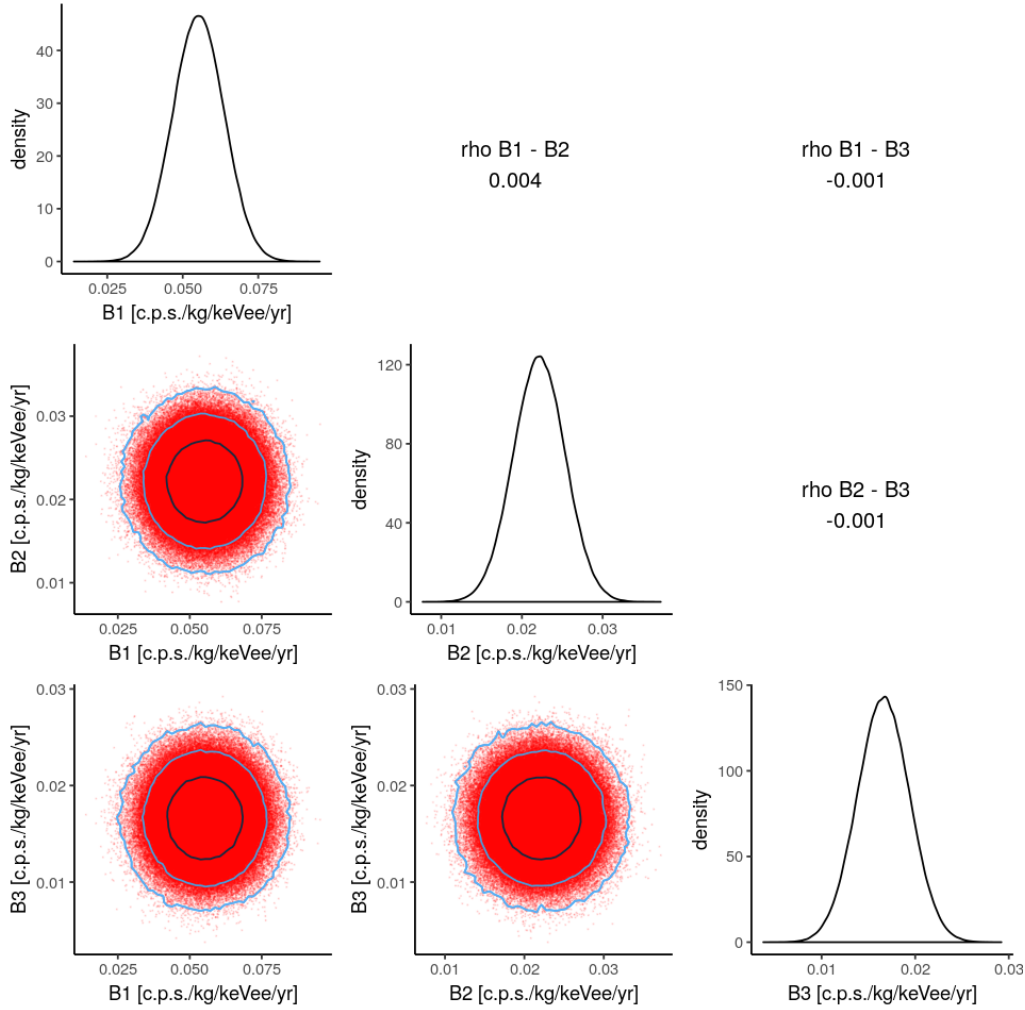 40
30
20
10
0
density
0.025 0.050 0.075
B1 [c.p.s./kg/keVee/yr]
rho B1 - B2
0.004
rho B1 - B3
-0.001
0.03
0.02
0.01
B2 [c.p.s./kg/keVee/yr]
0.025 0.050 0.075
B1 [c.p.s./kg/keVee/yr]
120
80
40
0
density
0.01 0.02 0.03
B2 [c.p.s./kg/keVee/yr]
rho B2 - B3
-0.001
0.03
0.02
0.01
B3 [c.p.s./kg/keVee/yr]
0.025 0.050 0.075
B1 [c.p.s./kg/keVee/yr]
0.03
0.02
0.01
B3 [c.p.s./kg/keVee/yr]
0.01 0.02 0.03
B2 [c.p.s./kg/keVee/yr]
150
100
50
0
density
0.01 0.02 0.03
B3 [c.p.s./kg/keVee/yr]